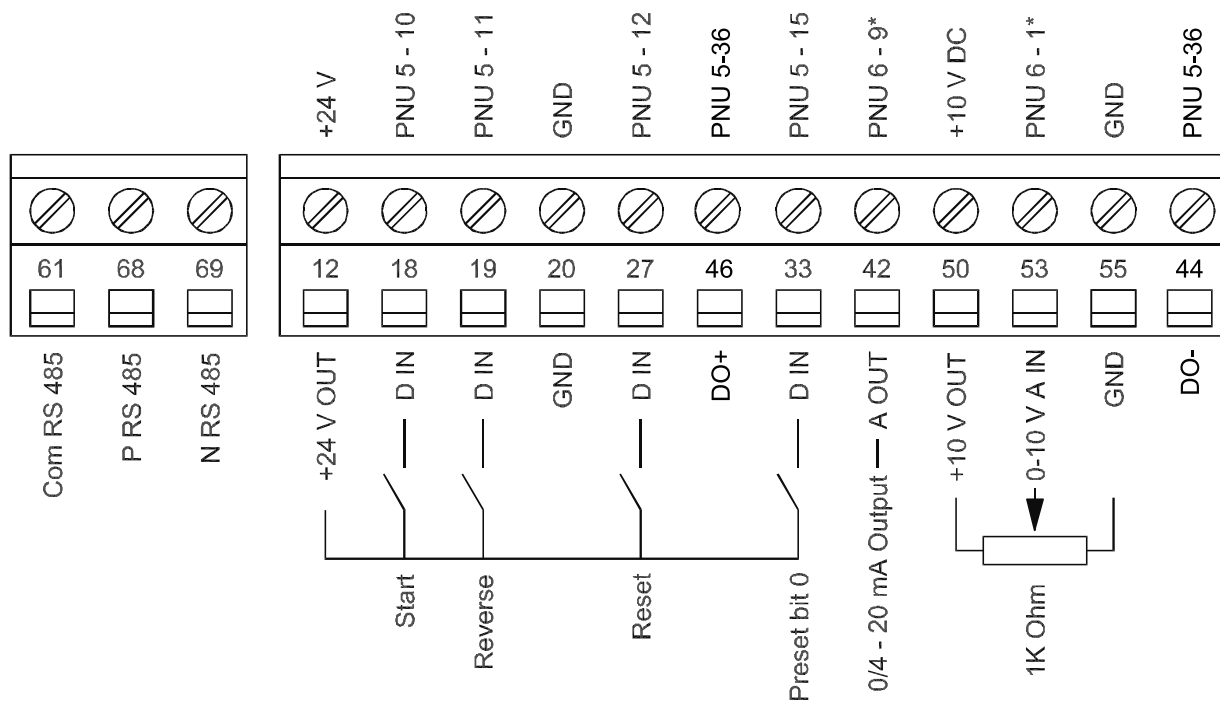 +24 V
PNU 5 - 10
PNU 5 - 11
GND
PNU 5 - 12
PNU 5-36
PNU 5 - 15
PNU 6 - 9*
+10 V DC
PNU 6 - 1*
GND
PNU 5-36
61 68 69 12 18 19 20 27 46 33 42 50 53 55 44
Com RS 485
P RS 485
N RS 485
+24 V OUT
D IN
D IN
GND
D IN
DO+
D IN
0/4 - 20 mA Output — A OUT
+10 V OUT
0-10 V A IN
GND
DO-
Start
Reverse
Reset
Preset bit 0
1K Ohm